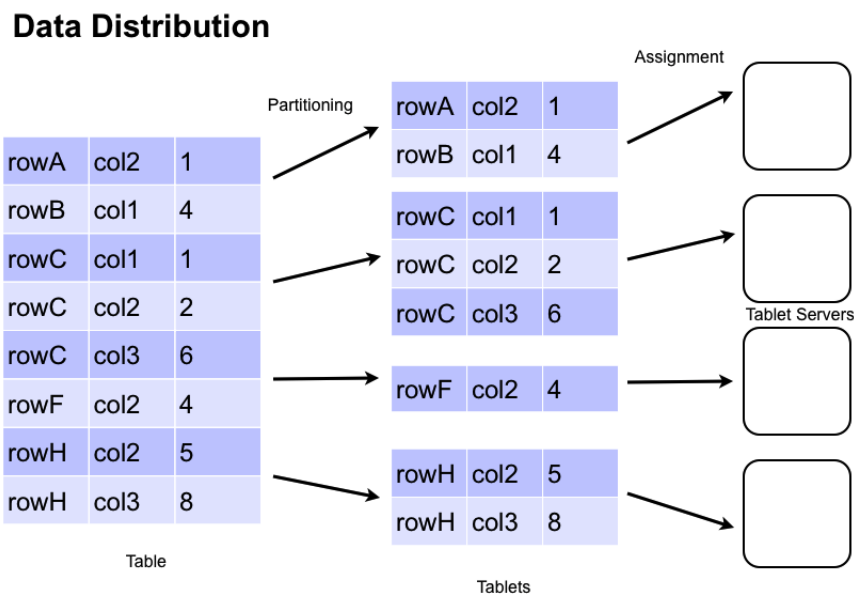 Data Distribution
Partitioning
Assignment
rowA col2 1
rowB col1 4
rowC col1 1
rowC col2 2
rowC col3 6
rowF col2 4
rowH col2 5
rowH col3 8
Table
rowA col2 1
rowB col1 4
rowC col1 1
rowC col2 2
rowC col3 6
rowF col2 4
rowH col2 5
rowH col3 8
Tablets
Tablet Servers